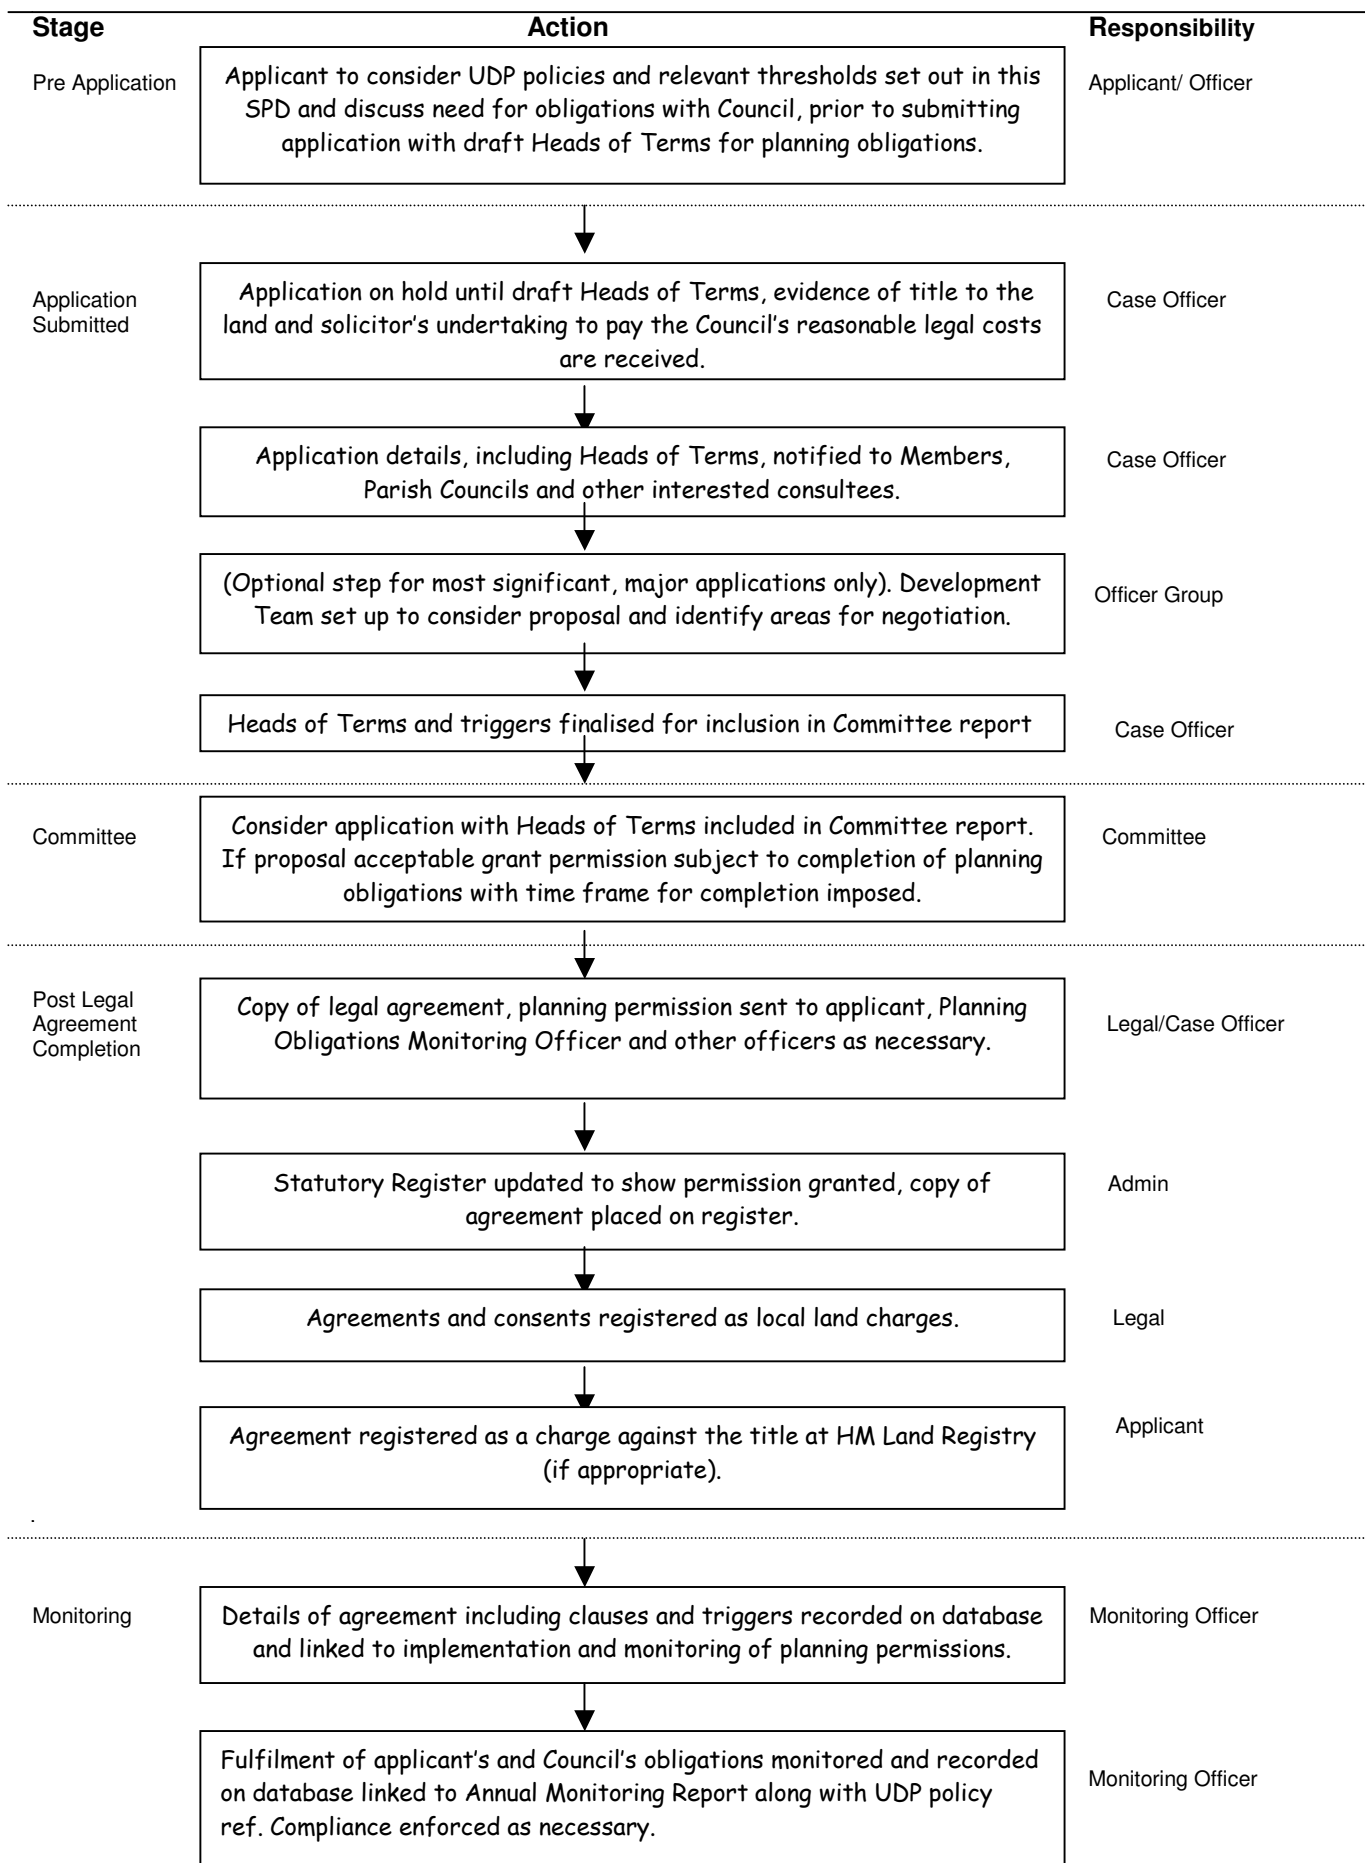 Stage Action Responsibility
Pre Application
Applicant to consider UDP policies and relevant thresholds set out in this
SPD and discuss need for obligations with Council, prior to submitting
application with draft Heads of Terms for planning obligations.
Applicant/ Officer
Application
Submitted
Application on hold until draft Heads of Terms, evidence of title to the
land and solicitor's undertaking to pay the Council's reasonable legal costs
are received.
Case Officer
Application details, including Heads of Terms, notified to Members,
Parish Councils and other interested consultees.
Case Officer
(Optional step for most significant, major applications only). Development
Team set up to consider proposal and identify areas for negotiation.
Officer Group
Heads of Terms and triggers finalised for inclusion in Committee report
Case Officer
Committee
Consider application with Heads of Terms included in Committee report.
If proposal acceptable grant permission subject to completion of planning
obligations with time frame for completion imposed.
Committee
Post Legal
Agreement
Completion
Copy of legal agreement, planning permission sent to applicant, Planning
Obligations Monitoring Officer and other officers as necessary.
Legal/Case Officer
Statutory Register updated to show permission granted, copy of
agreement placed on register.
Admin
Agreements and consents registered as local land charges.
Legal
Agreement registered as a charge against the title at HM Land Registry
(if appropriate).
Applicant
.
Monitoring
Details of agreement including clauses and triggers recorded on database
and linked to implementation and monitoring of planning permissions.
Monitoring Officer
Fulfilment of applicant's and Council's obligations monitored and recorded
on database linked to Annual Monitoring Report along with UDP policy
ref. Compliance enforced as necessary.
Monitoring Officer